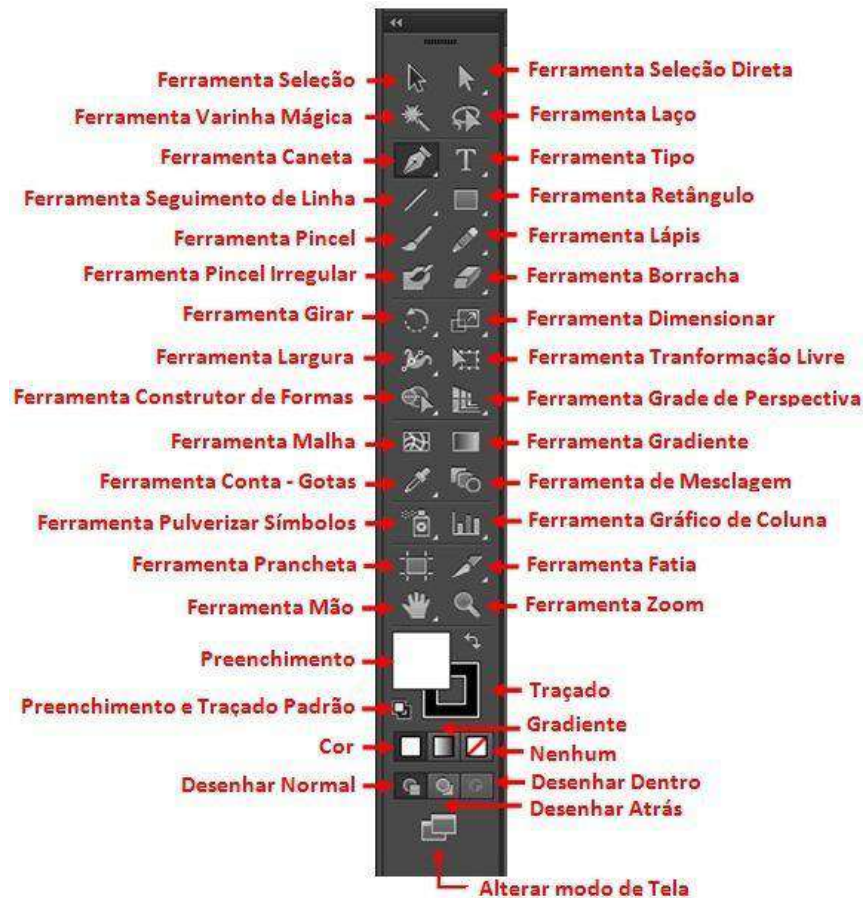 Ferramenta Seleção
Ferramenta Seleção Direta
Ferramenta Varinha Mágica
Ferramenta Laço
Ferramenta Caneta
Ferramenta Tipo
Ferramenta Seguimento de Linha
Ferramenta Retângulo
Ferramenta Pincel
Ferramenta Lápis
Ferramenta Pincel Irregular
Ferramenta Borracha
Ferramenta Girar
Ferramenta Dimensionar
Ferramenta Largura
Ferramenta Tranformação Livre
Ferramenta Construtor de Formas
Ferramenta Grade de Perspectiva
Ferramenta Malha
Ferramenta Gradiente
Ferramenta Conta - Gotas
Ferramenta de Mesclagem
Ferramenta Pulverizar Símbolos
Ferramenta Gráfico de Coluna
Ferramenta Prancheta
Ferramenta Fatia
Ferramenta Mão
Ferramenta Zoom
Preenchimento
Traçado
Preenchimento e Traçado Padrão
Gradiente
Cor
Nenhum
Desenhar Normal
Desenhar Dentro
Desenhar Atrás
Alterar modo de Tela